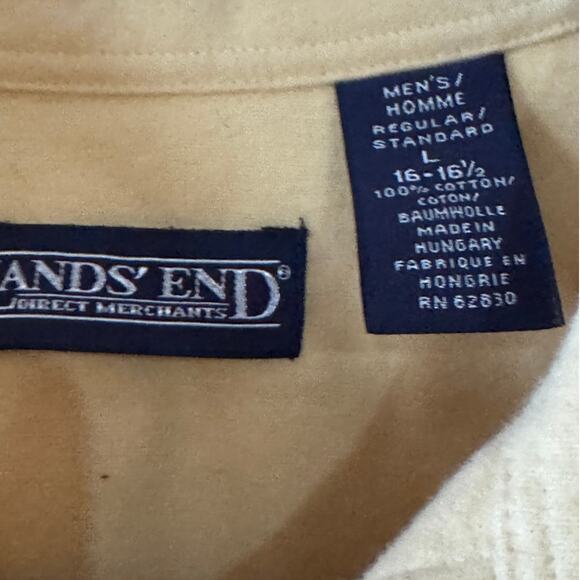 ANDS' END®
DIRECT MERCHANTS
MEN'S/
HOMME
REGULAR/
STANDARD
L
16-16½
100% COTTON/
COTON/
BAUMWOLLE
MADE IN
HUNGARY
FABRIQUE EN
HONGRIE
RN 62830